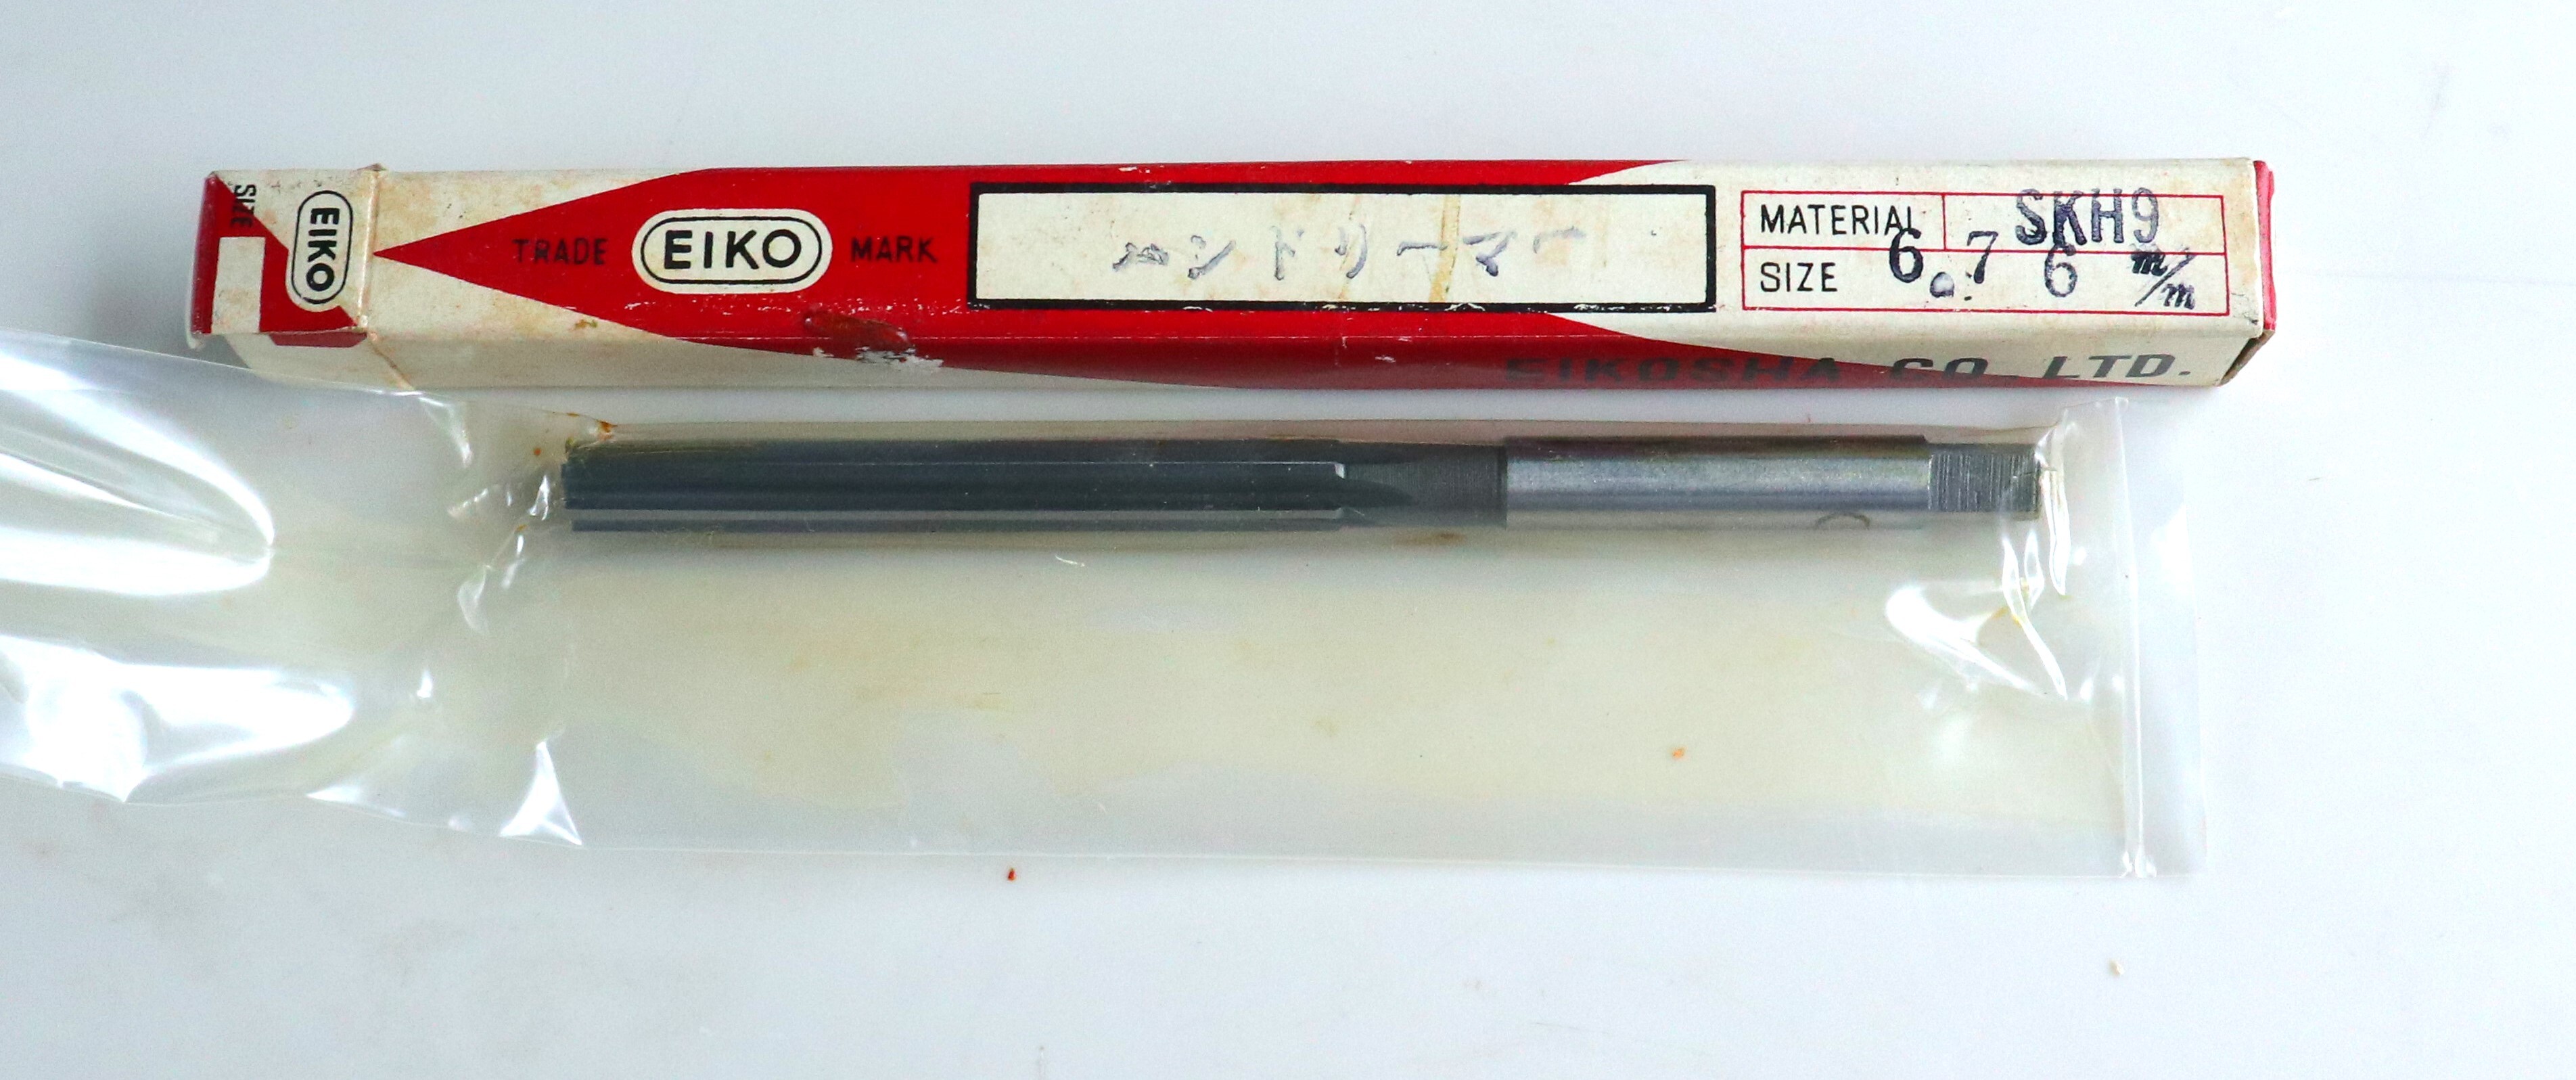 SIZE
EIKO
TRADE EIKO MARK
ハンドリーマー
MATERIAL SKH9
SIZE 6.76 m/m
EIKOSHA CO. LTD.